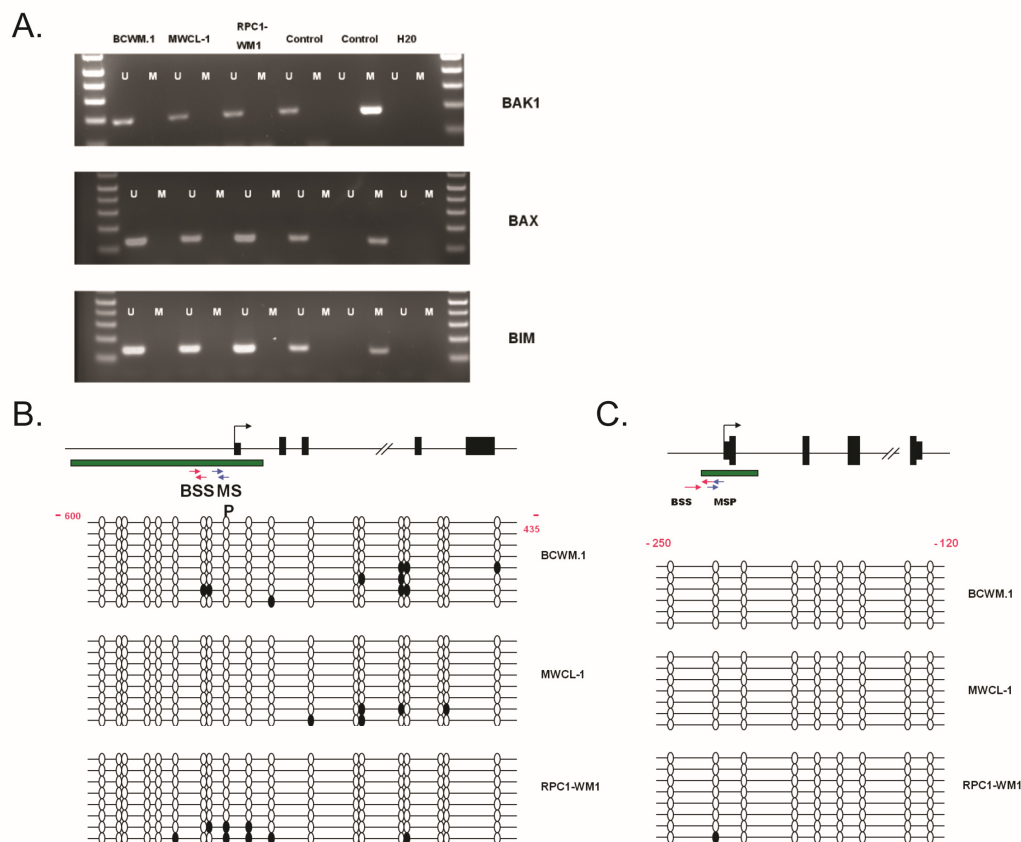 A.
BCWM.1 MWCL-1 RPC1-WM1 Control Control H20
U M U M U M U M U M U M
BAK1
U M U M U M U M U M U M
BAX
U M U M U M U M U M U M
BIM
B.
BSS MSP
- 600
- 435
BCWM.1
MWCL-1
RPC1-WM1
C.
BSS MSP
- 250
- 120
BCWM.1
MWCL-1
RPC1-WM1